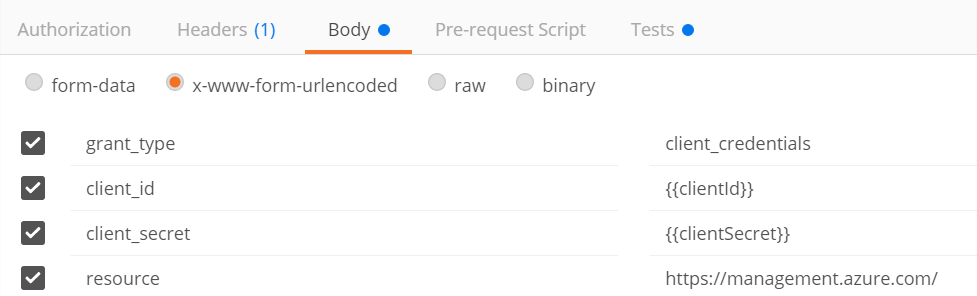 Authorization Headers (1) Body Pre-request Script Tests
form-data x-www-form-urlencoded raw binary
grant_type client_credentials
client_id {{clientId}}
client_secret {{clientSecret}}
resource https://management.azure.com/